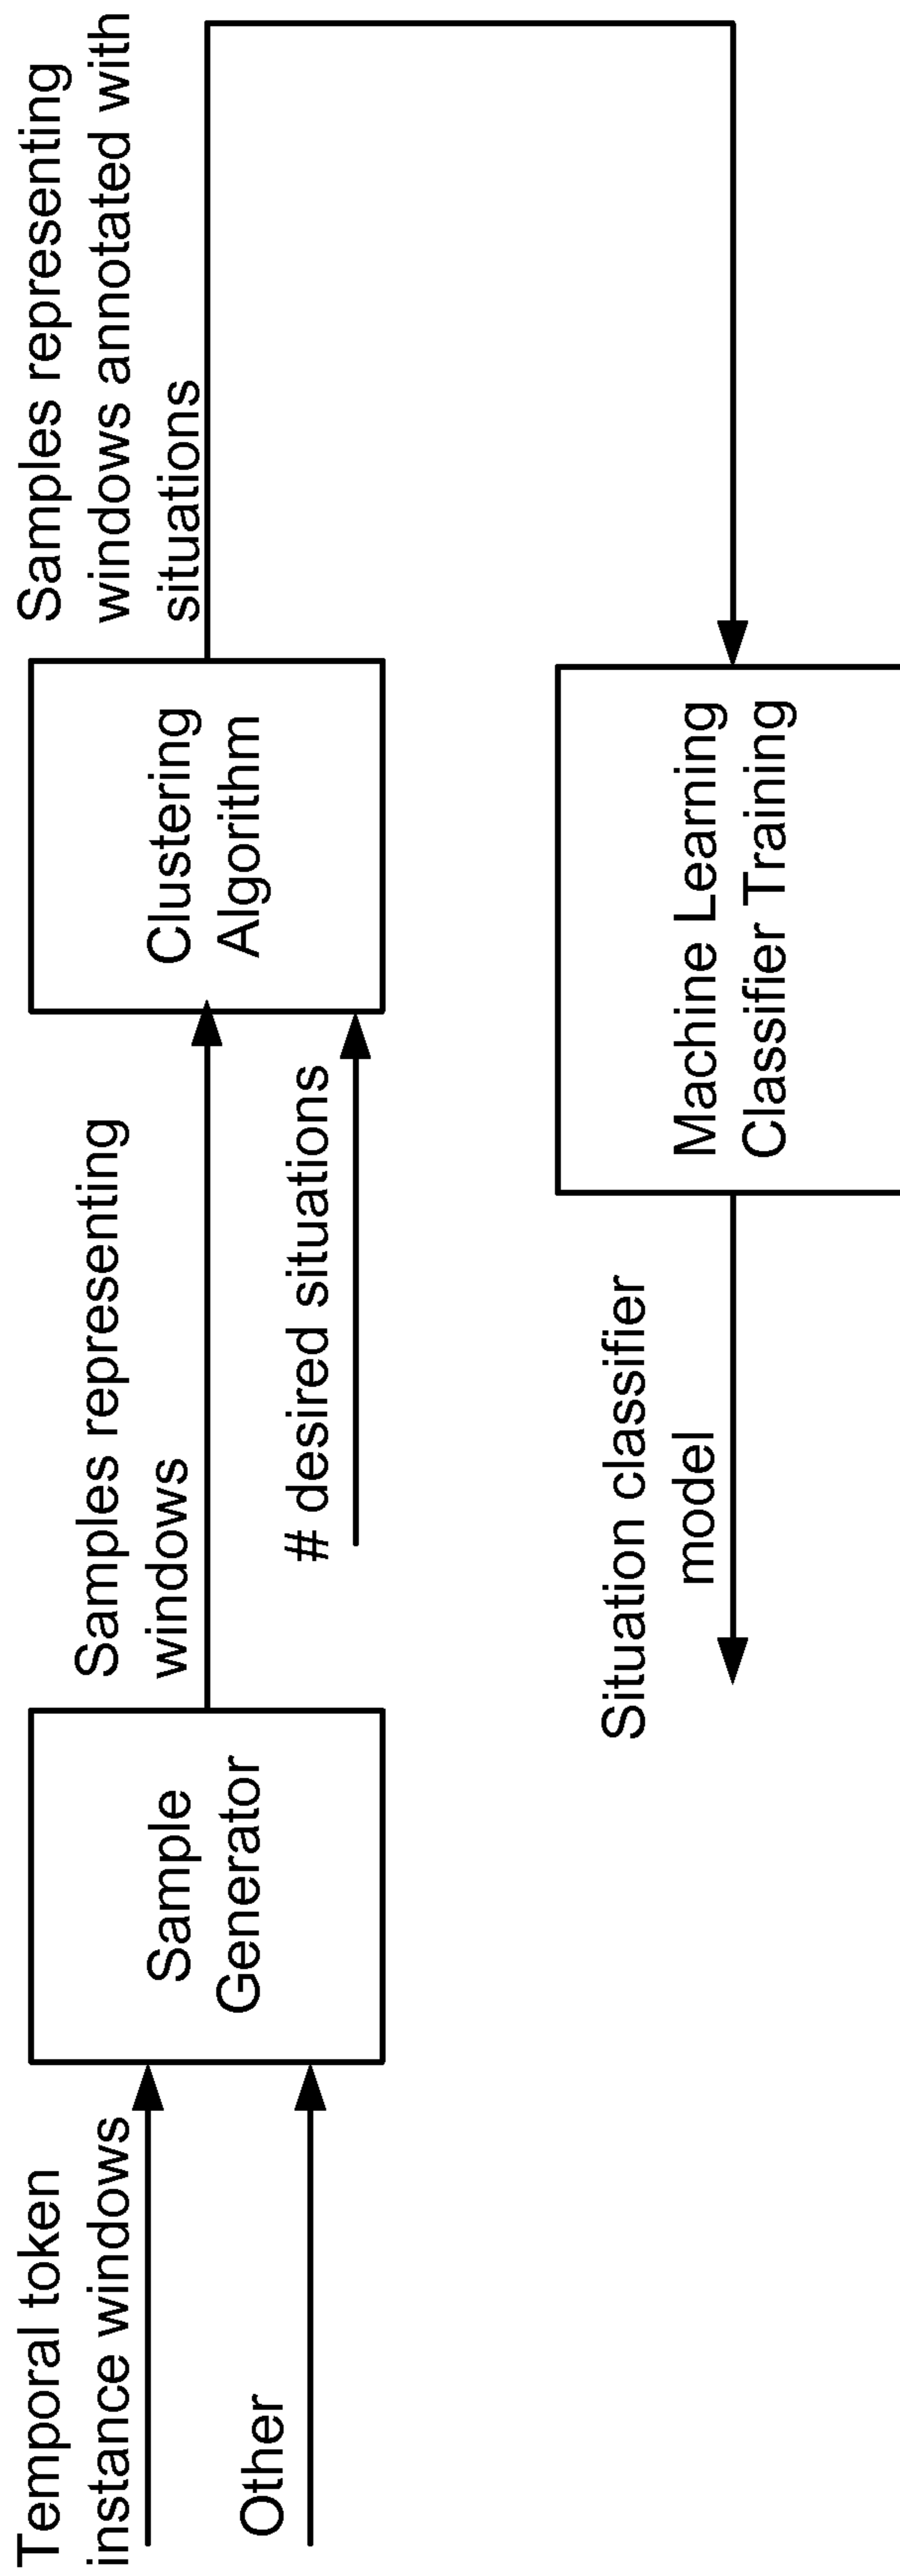 Temporal token
instance windows
Other
Sample
Generator
Samples representing
windows
# desired situations
Clustering
Algorithm
Samples representing
windows annotated with
situations
Machine Learning
Classifier Training
Situation classifier
model